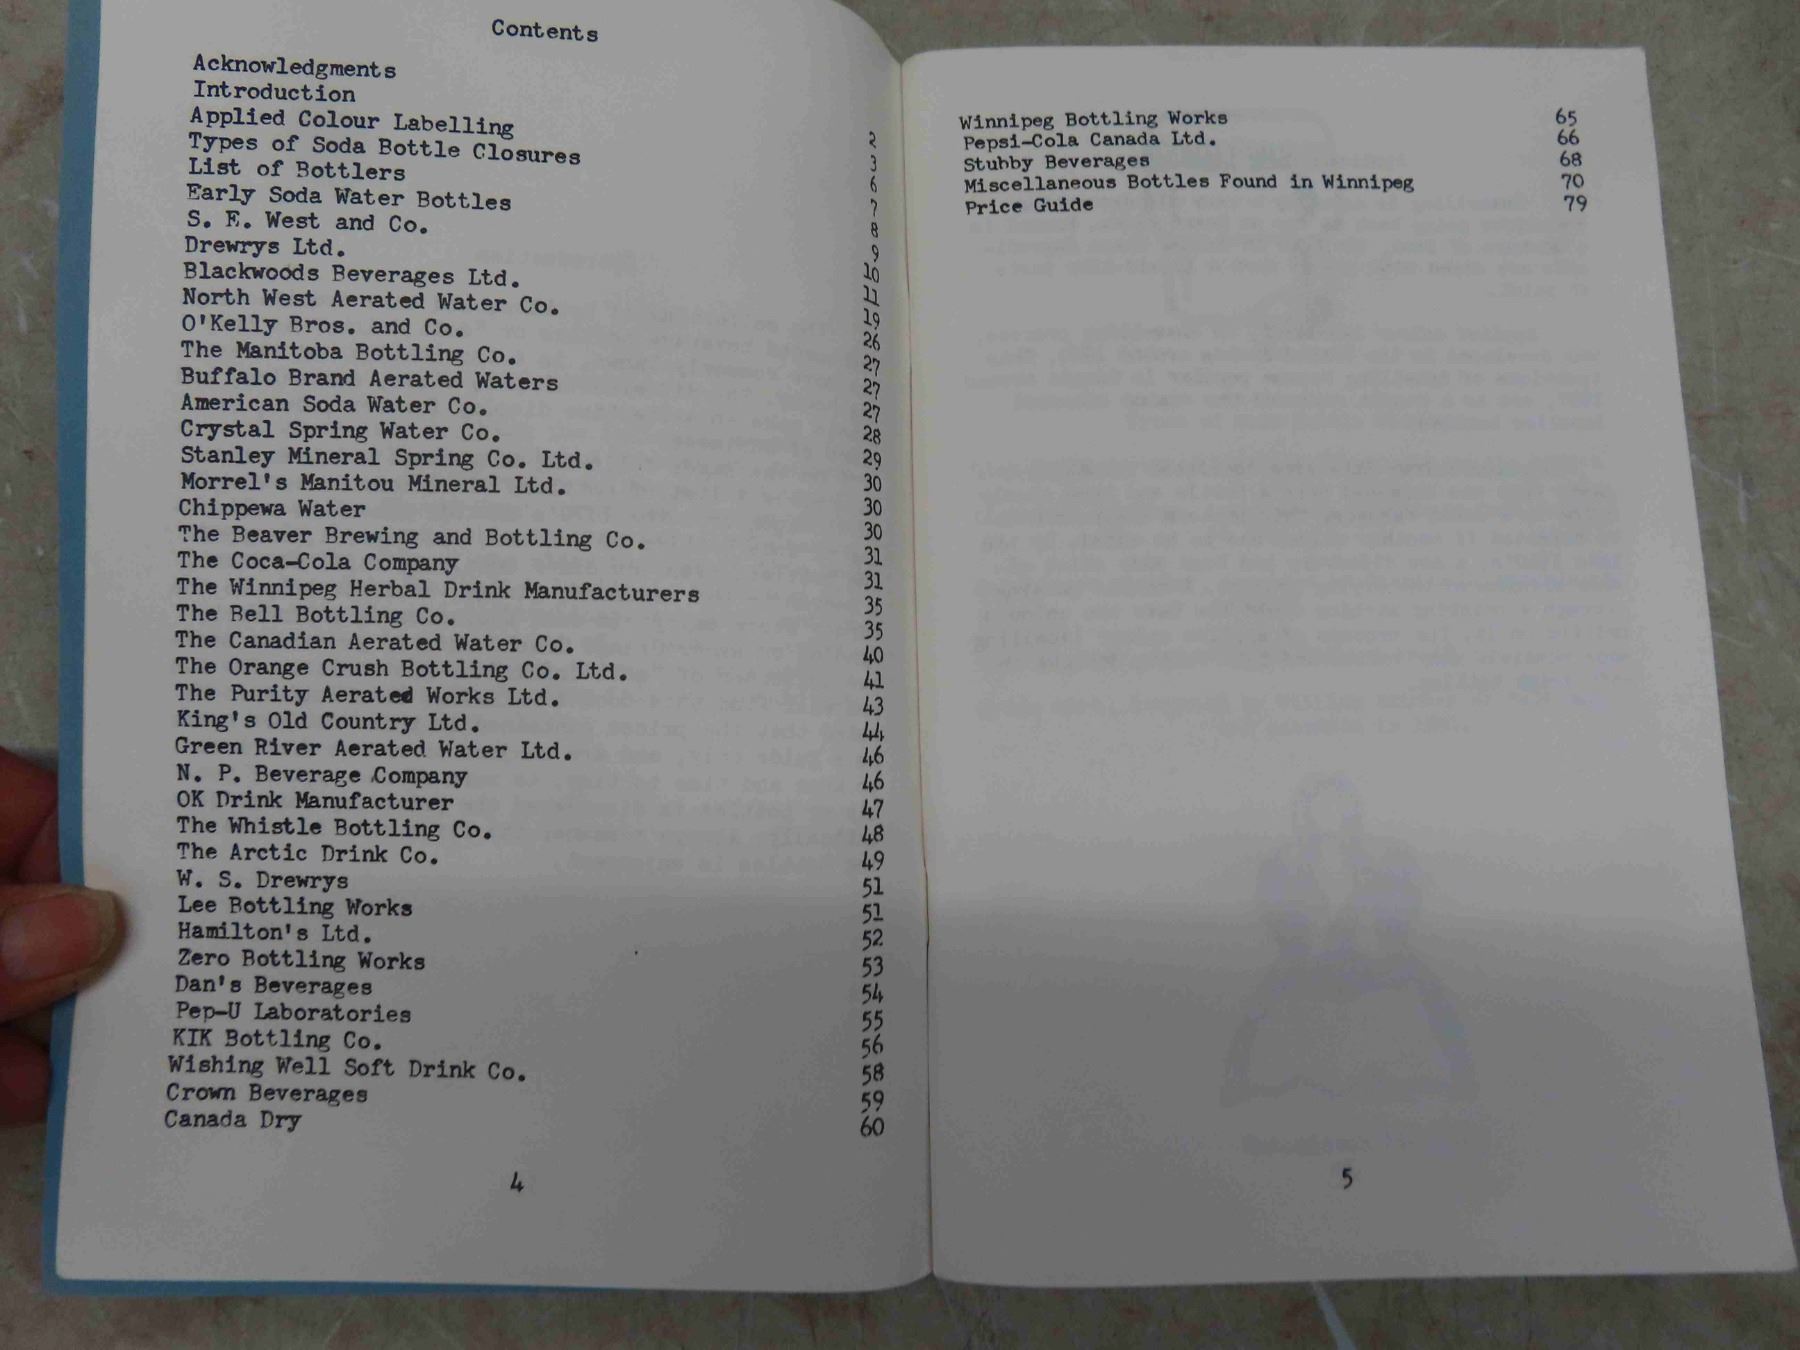 Contents
Acknowledgments 2
Introduction 3
Applied Colour Labelling 6
Types of Soda Bottle Closures 7
List of Bottlers 8
Early Soda Water Bottles 9
S. E. West and Co. 10
Drewrys Ltd. 11
Blackwoods Beverages Ltd. 19
North West Aerated Water Co. 26
O'Kelly Bros. and Co. 27
The Manitoba Bottling Co. 27
Buffalo Brand Aerated Waters 27
American Soda Water Co. 28
Crystal Spring Water Co. 29
Stanley Mineral Spring Co. Ltd. 30
Morrel's Manitou Mineral Ltd. 30
Chippewa Water 30
The Beaver Brewing and Bottling Co. 31
The Coca-Cola Company 31
The Winnipeg Herbal Drink Manufacturers 35
The Bell Bottling Co. 35
The Canadian Aerated Water Co. 40
The Orange Crush Bottling Co. Ltd. 41
The Purity Aerated Works Ltd. 43
King's Old Country Ltd. 44
Green River Aerated Water Ltd. 46
N. P. Beverage Company 46
OK Drink Manufacturer 47
The Whistle Bottling Co. 48
The Arctic Drink Co. 49
W. S. Drewrys 51
Lee Bottling Works 51
Hamilton's Ltd. 52
Zero Bottling Works 53
Dan's Beverages 54
Pep-U Laboratories 55
KIK Bottling Co. 56
Wishing Well Soft Drink Co. 58
Crown Beverages 59
Canada Dry 60
4
Winnipeg Bottling Works 65
Pepsi-Cola Canada Ltd. 66
Stubby Beverages 68
Miscellaneous Bottles Found in Winnipeg 70
Price Guide 79
5